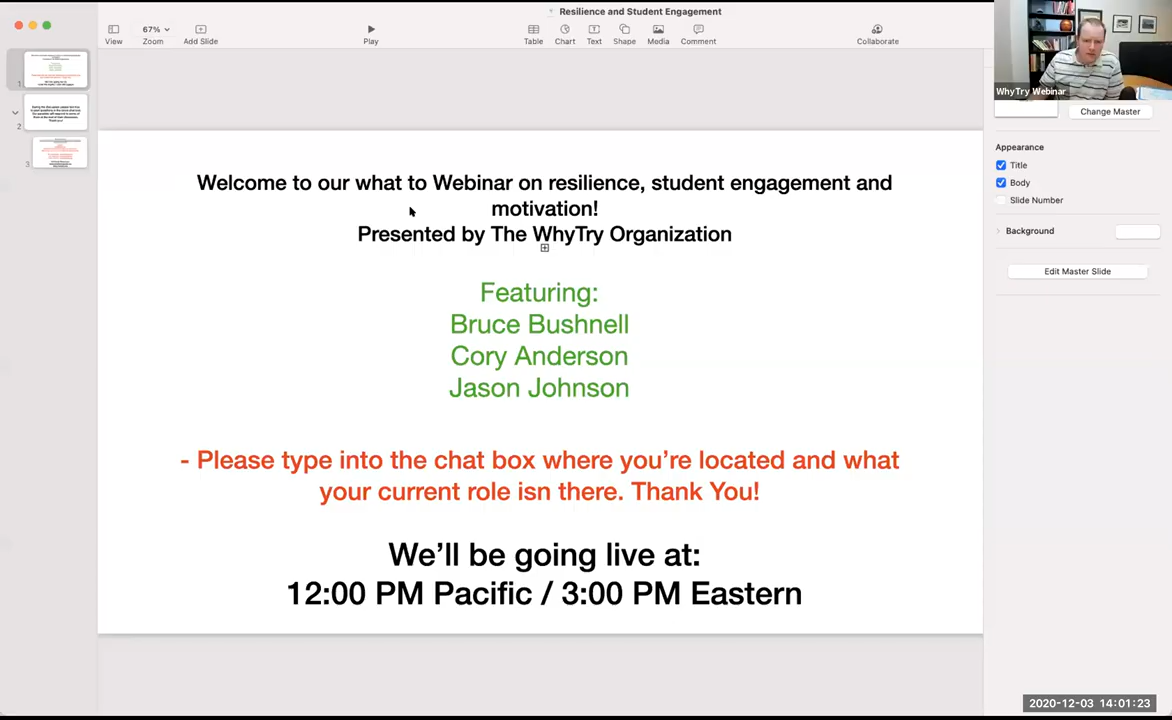 Resilience and Student Engagement
67%
View
Zoom
Add Slide
Play
Table
Chart
Text
Shape
Media
Comment
Collaborate
WhyTry Webinar
Change Master
Appearance
Title
Body
Slide Number
Background
Edit Master Slide
1
2
3
Welcome to our what to Webinar on resilience, student engagement and
motivation!
Presented by The WhyTry Organization
Featuring:
Bruce Bushnell
Cory Anderson
Jason Johnson
- Please type into the chat box where you’re located and what
your current role isn there. Thank You!
We’ll be going live at:
12:00 PM Pacific / 3:00 PM Eastern
2020-12-03 14:01:23